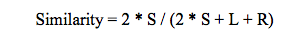 Similarity = 2 * S / (2 * S + L + R)